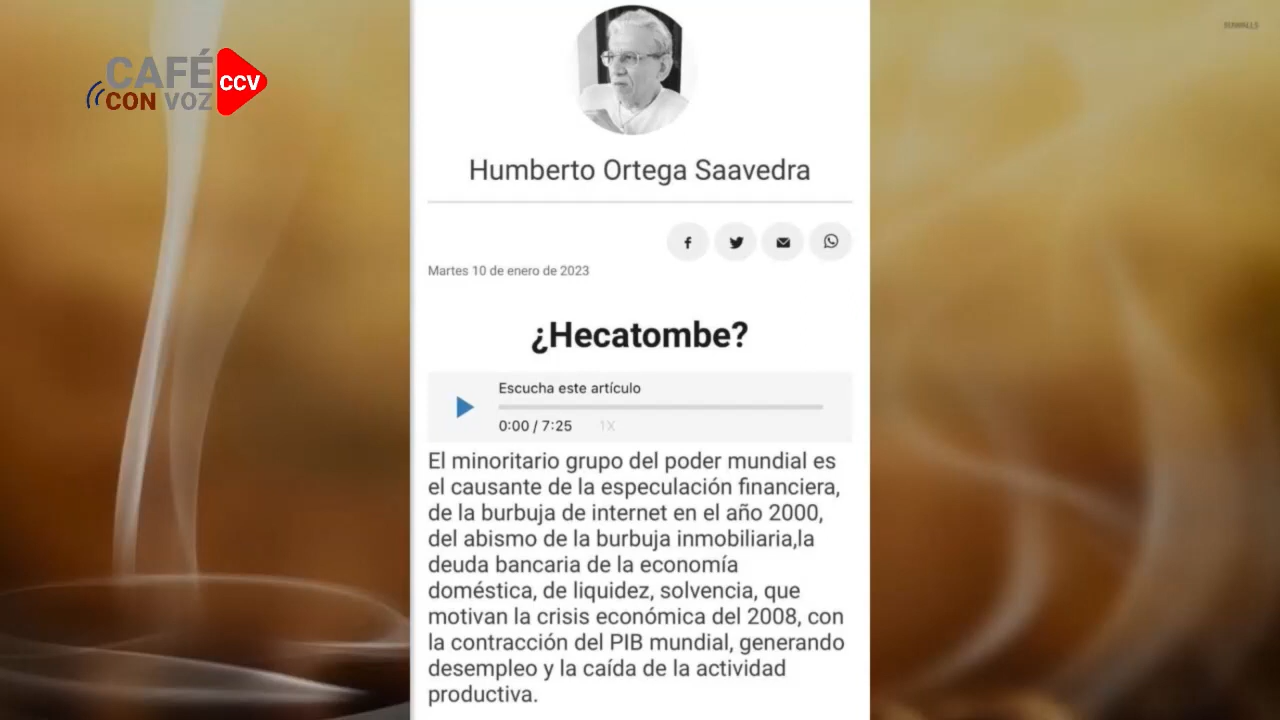 CAFÉ
CON VOZ
CCV
Humberto Ortega Saavedra
Martes 10 de enero de 2023
¿Hecatombe?
Escucha este artículo
0:00 / 7:25 1X
El minoritario grupo del poder mundial es
el causante de la especulación financiera,
de la burbuja de internet en el año 2000,
del abismo de la burbuja inmobiliaria,la
deuda bancaria de la economía
doméstica, de liquidez, solvencia, que
motivan la crisis económica del 2008, con
la contracción del PIB mundial, generando
desempleo y la caída de la actividad
productiva.